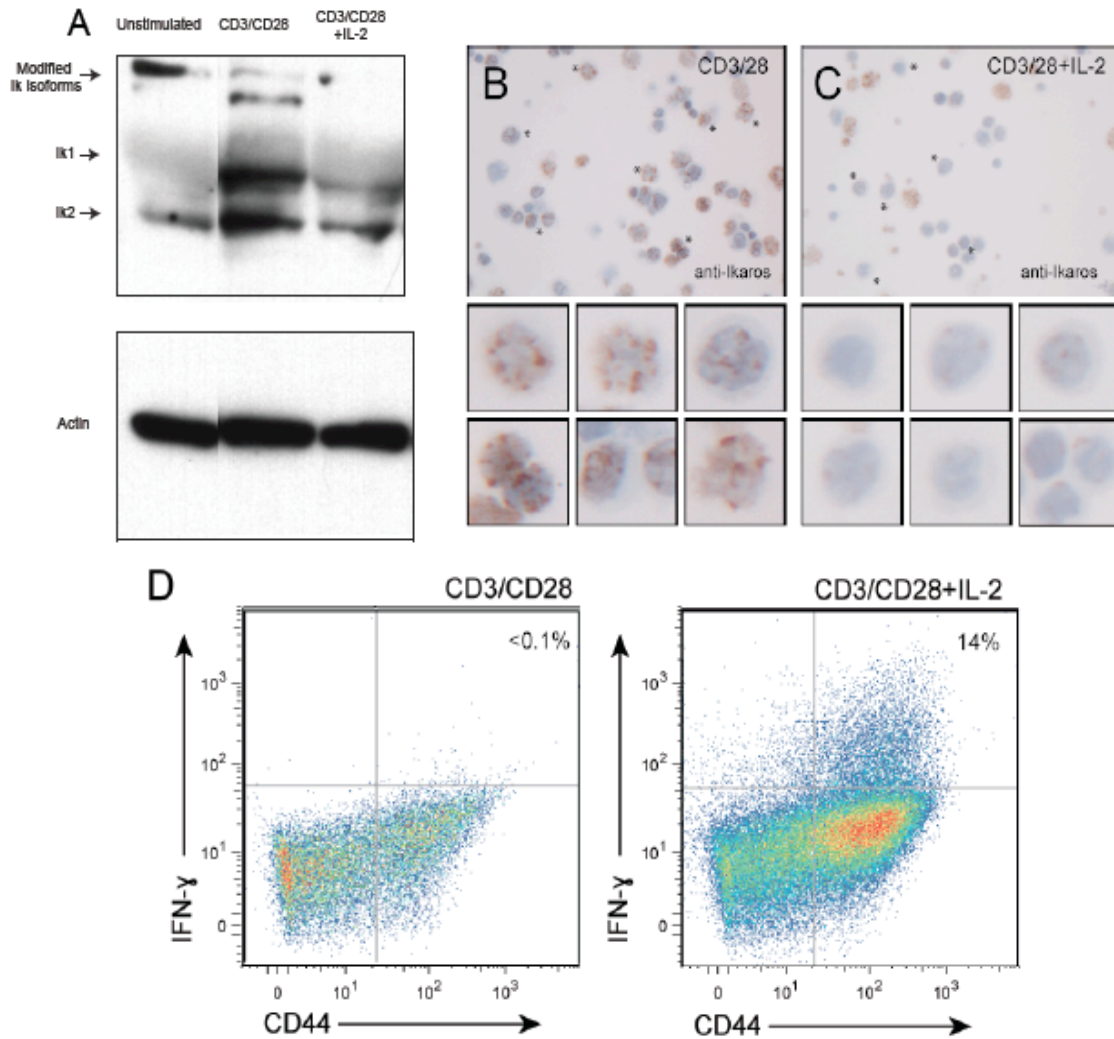 A
Unstimulated
CD3/CD28
CD3/CD28
+IL-2
Modified
Ik Isoforms
Ik1
Ik2
Actin
B
CD3/28
anti-Ikaros
C
CD3/28+IL-2
anti-Ikaros
D
CD3/CD28
<0.1%
10³
10²
10¹
0
IFN-γ
0
10¹
10²
10³
CD44
CD3/CD28+IL-2
14%
10³
10²
10¹
0
IFN-γ
0
10¹
10²
10³
CD44